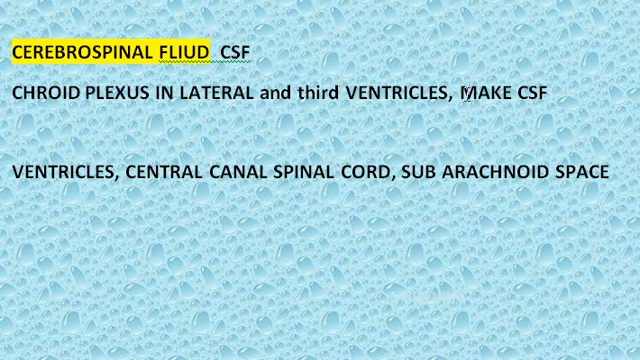 CEREBROSPINAL FLIUD CSF
CHROID PLEXUS IN LATERAL and third VENTRICLES, MAKE CSF
VENTRICLES, CENTRAL CANAL SPINAL CORD, SUB ARACHNOID SPACE